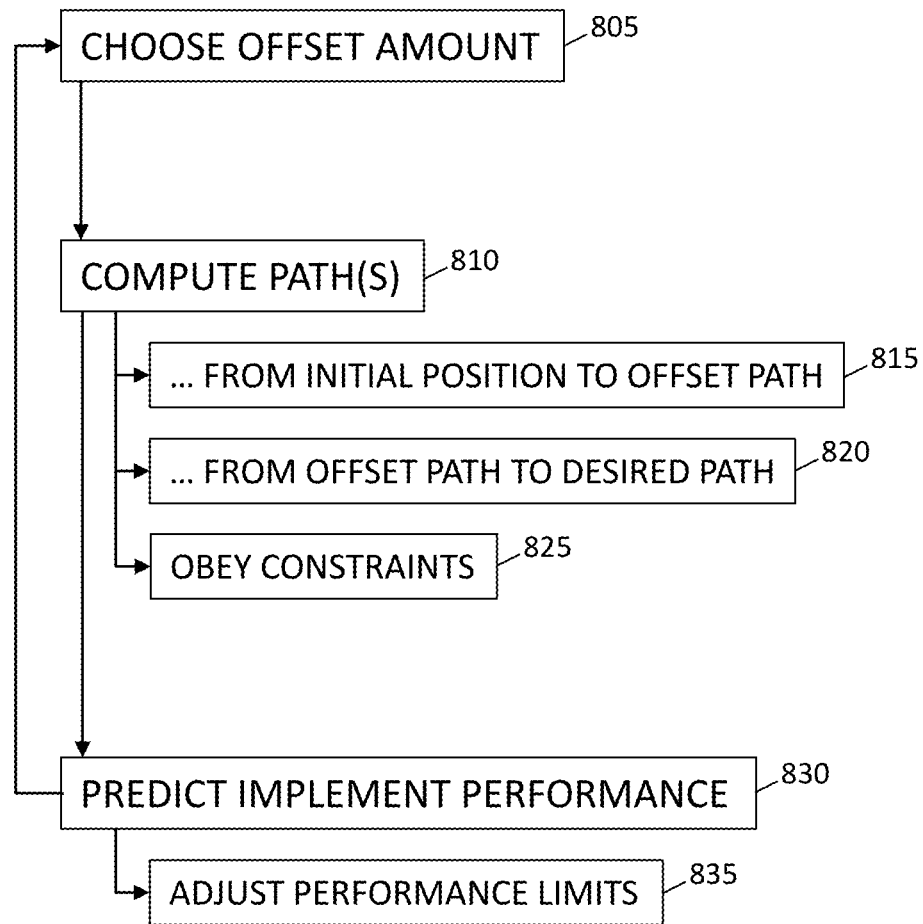 CHOOSE OFFSET AMOUNT 805
COMPUTE PATH(S) 810
... FROM INITIAL POSITION TO OFFSET PATH 815
... FROM OFFSET PATH TO DESIRED PATH 820
OBEY CONSTRAINTS 825
PREDICT IMPLEMENT PERFORMANCE 830
ADJUST PERFORMANCE LIMITS 835